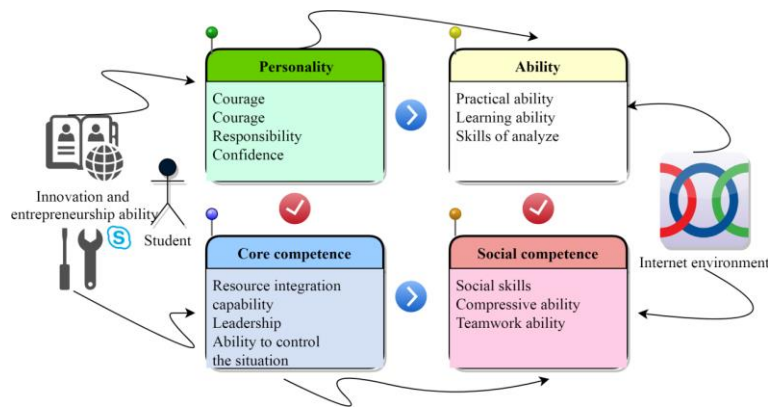 Personality
Courage
Courage
Responsibility
Confidence
Ability
Practical ability
Learning ability
Skills of analyze
Innovation and
entrepreneurship ability
S
Student
Internet environment
Core competence
Resource integration
capability
Leadership
Ability to control
the situation
Social competence
Social skills
Compressive ability
Teamwork ability